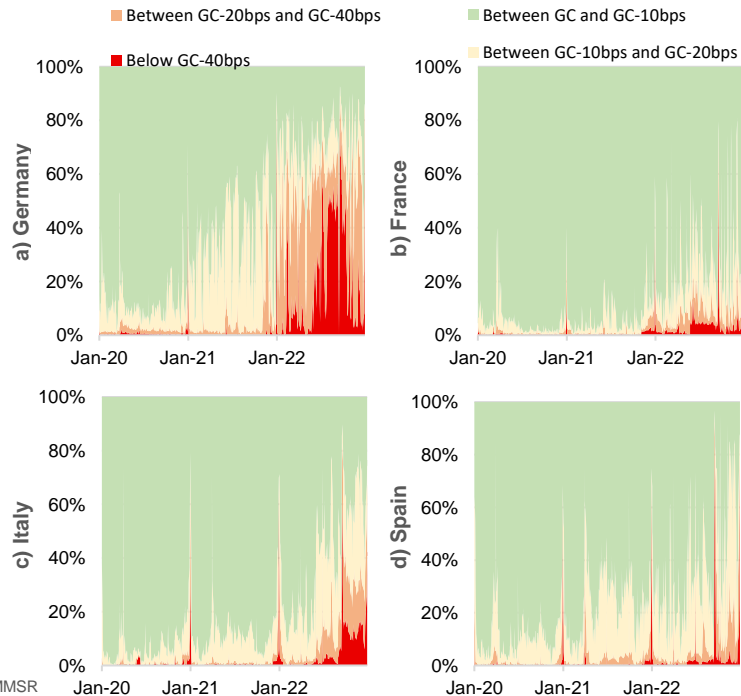 Between GC-20bps and GC-40bps
Between GC and GC-10bps
Below GC-40bps
Between GC-10bps and GC-20bps
a) Germany
100%
80%
60%
40%
20%
0%
Jan-20 Jan-21 Jan-22
b) France
100%
80%
60%
40%
20%
0%
Jan-20 Jan-21 Jan-22
c) Italy
100%
80%
60%
40%
20%
0%
Jan-20 Jan-21 Jan-22
d) Spain
100%
80%
60%
40%
20%
0%
Jan-20 Jan-21 Jan-22
MMSR